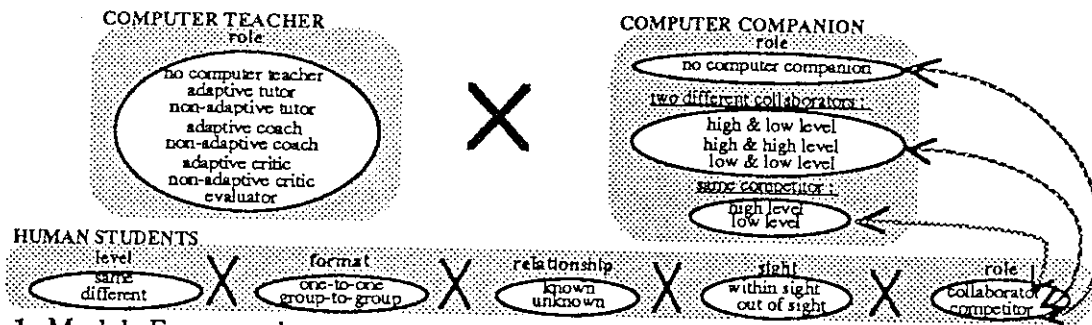 COMPUTER TEACHER
role
no computer teacher
adaptive tutor
non-adaptive tutor
adaptive coach
non-adaptive coach
adaptive critic
non-adaptive critic
evaluator
COMPUTER COMPANION
role
no computer companion
two different collaborators :
high & low level
high & high level
low & low level
same competitor :
high level
low level
HUMAN STUDENTS
level
same
different
format
one-to-one
group-to-group
relationship
known
unknown
sight
within sight
out of sight
role
collaborator
competitor
1.